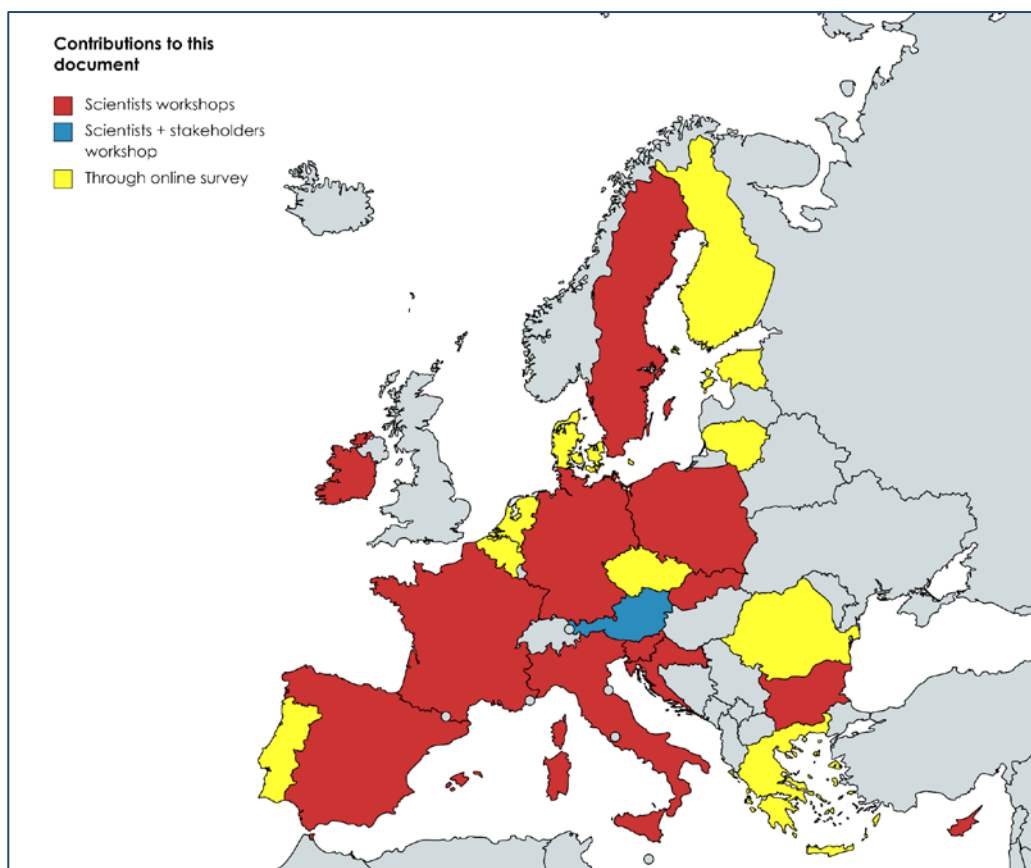 Contributions to this
document
Scientists workshops
Scientists + stakeholders
workshop
Through online survey